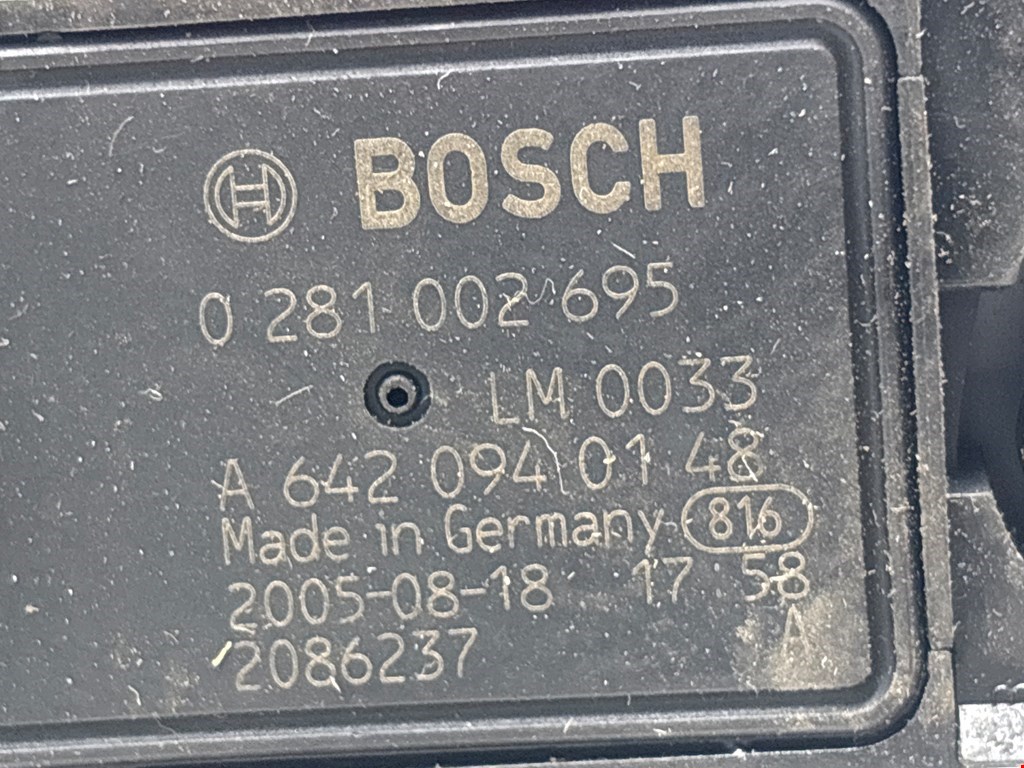 BOSCH
0 281 002 695
LM 0033
A 642 094 01 48
Made in Germany 816
2005-08-18 17 58
A
2086237